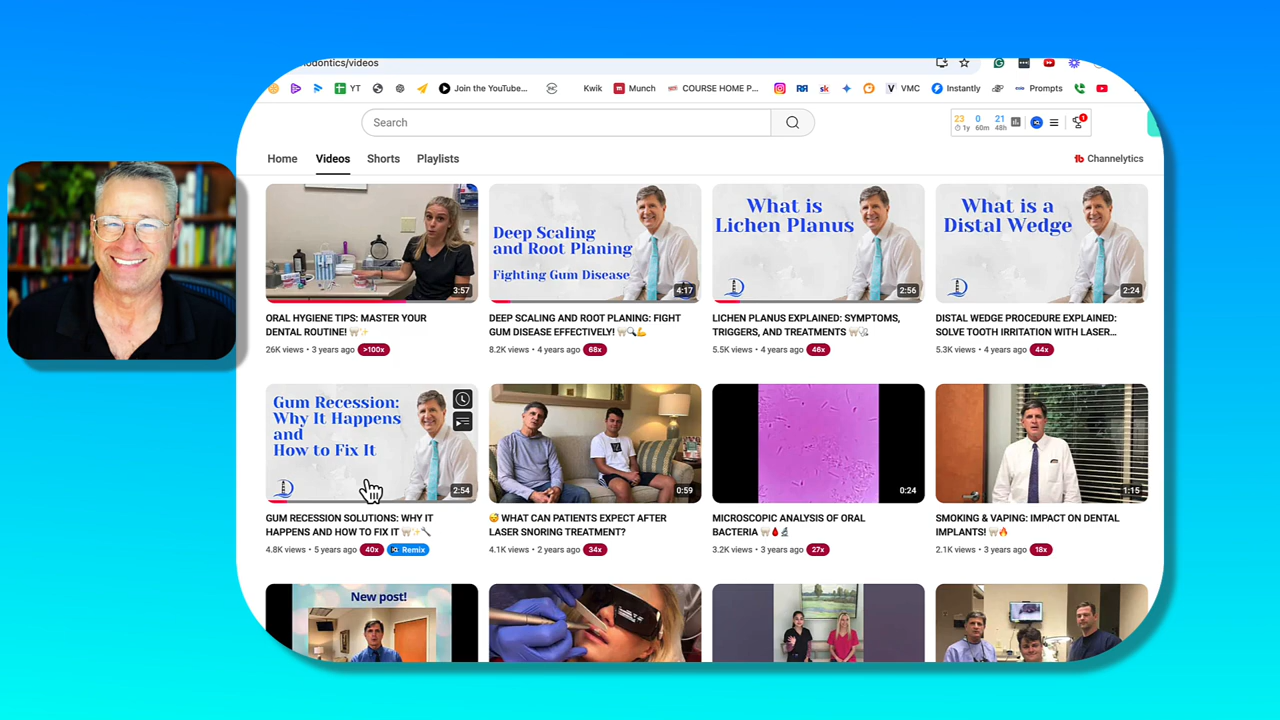 odontics/videos
YT
Join the YouTube...
Kwik
Munch
COURSE HOME P...
VMC
Instantly
Prompts
Search
23 0 21
1y 60m 48h
1
Home Videos Shorts Playlists
Channelytics
3:57
Deep Scaling
and Root Planing
Fighting Gum Disease
4:17
What is
Lichen Planus
2:56
What is a
Distal Wedge
2:24
ORAL HYGIENE TIPS: MASTER YOUR
DENTAL ROUTINE! 🦷✨
26K views • 3 years ago >100x
DEEP SCALING AND ROOT PLANING: FIGHT
GUM DISEASE EFFECTIVELY! 🦷🔍💪
8.2K views • 4 years ago 68x
LICHEN PLANUS EXPLAINED: SYMPTOMS,
TRIGGERS, AND TREATMENTS 🦷🩺
5.5K views • 4 years ago 46x
DISTAL WEDGE PROCEDURE EXPLAINED:
SOLVE TOOTH IRRITATION WITH LASER...
5.3K views • 4 years ago 44x
Gum Recession:
Why It Happens
and
How to Fix It
2:54
0:59
0:24
1:15
GUM RECESSION SOLUTIONS: WHY IT
HAPPENS AND HOW TO FIX IT 🦷✨🔧
4.8K views • 5 years ago 40x Remix
😴 WHAT CAN PATIENTS EXPECT AFTER
LASER SNORING TREATMENT?
4.1K views • 2 years ago 34x
MICROSCOPIC ANALYSIS OF ORAL
BACTERIA 🦷🩸🔬
3.2K views • 3 years ago 27x
SMOKING & VAPING: IMPACT ON DENTAL
IMPLANTS! 🦷🔥
2.1K views • 3 years ago 18x
New post!